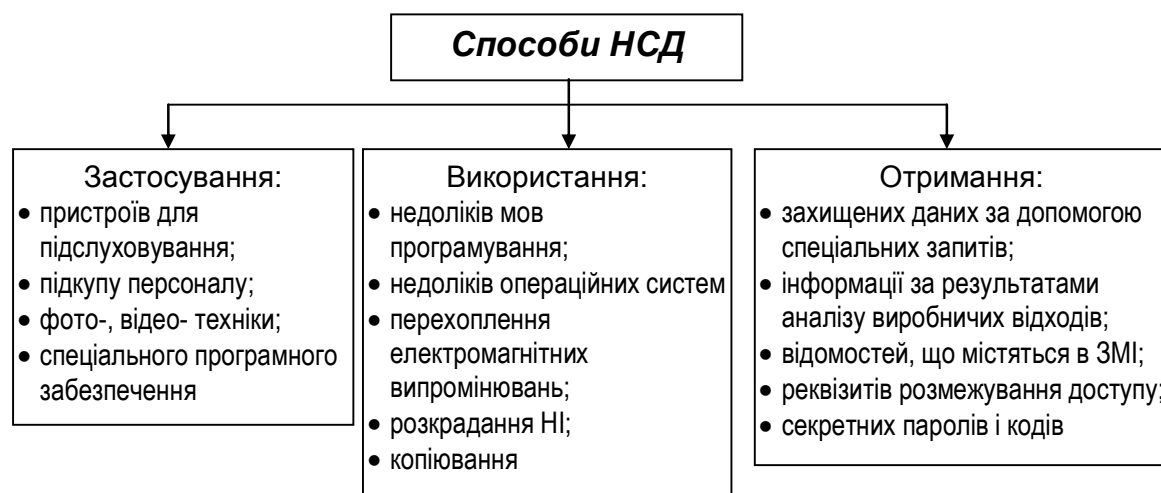 Способи НСД
Застосування:
• пристроїв для
підслуховування;
• підкупу персоналу;
• фото-, відео- техніки;
• спеціального програмного
забезпечення
Використання:
• недоліків мов
програмування;
• недоліків операційних систем
• перехоплення
електромагнітних
випромінювань;
• розкрадання НІ;
• копіювання
Отримання:
• захищених даних за допомогою
спеціальних запитів;
• інформації за результатами
аналізу виробничих відходів;
• відомостей, що містяться в ЗМІ;
• реквізитів розмежування доступу;
• секретних паролів і кодів